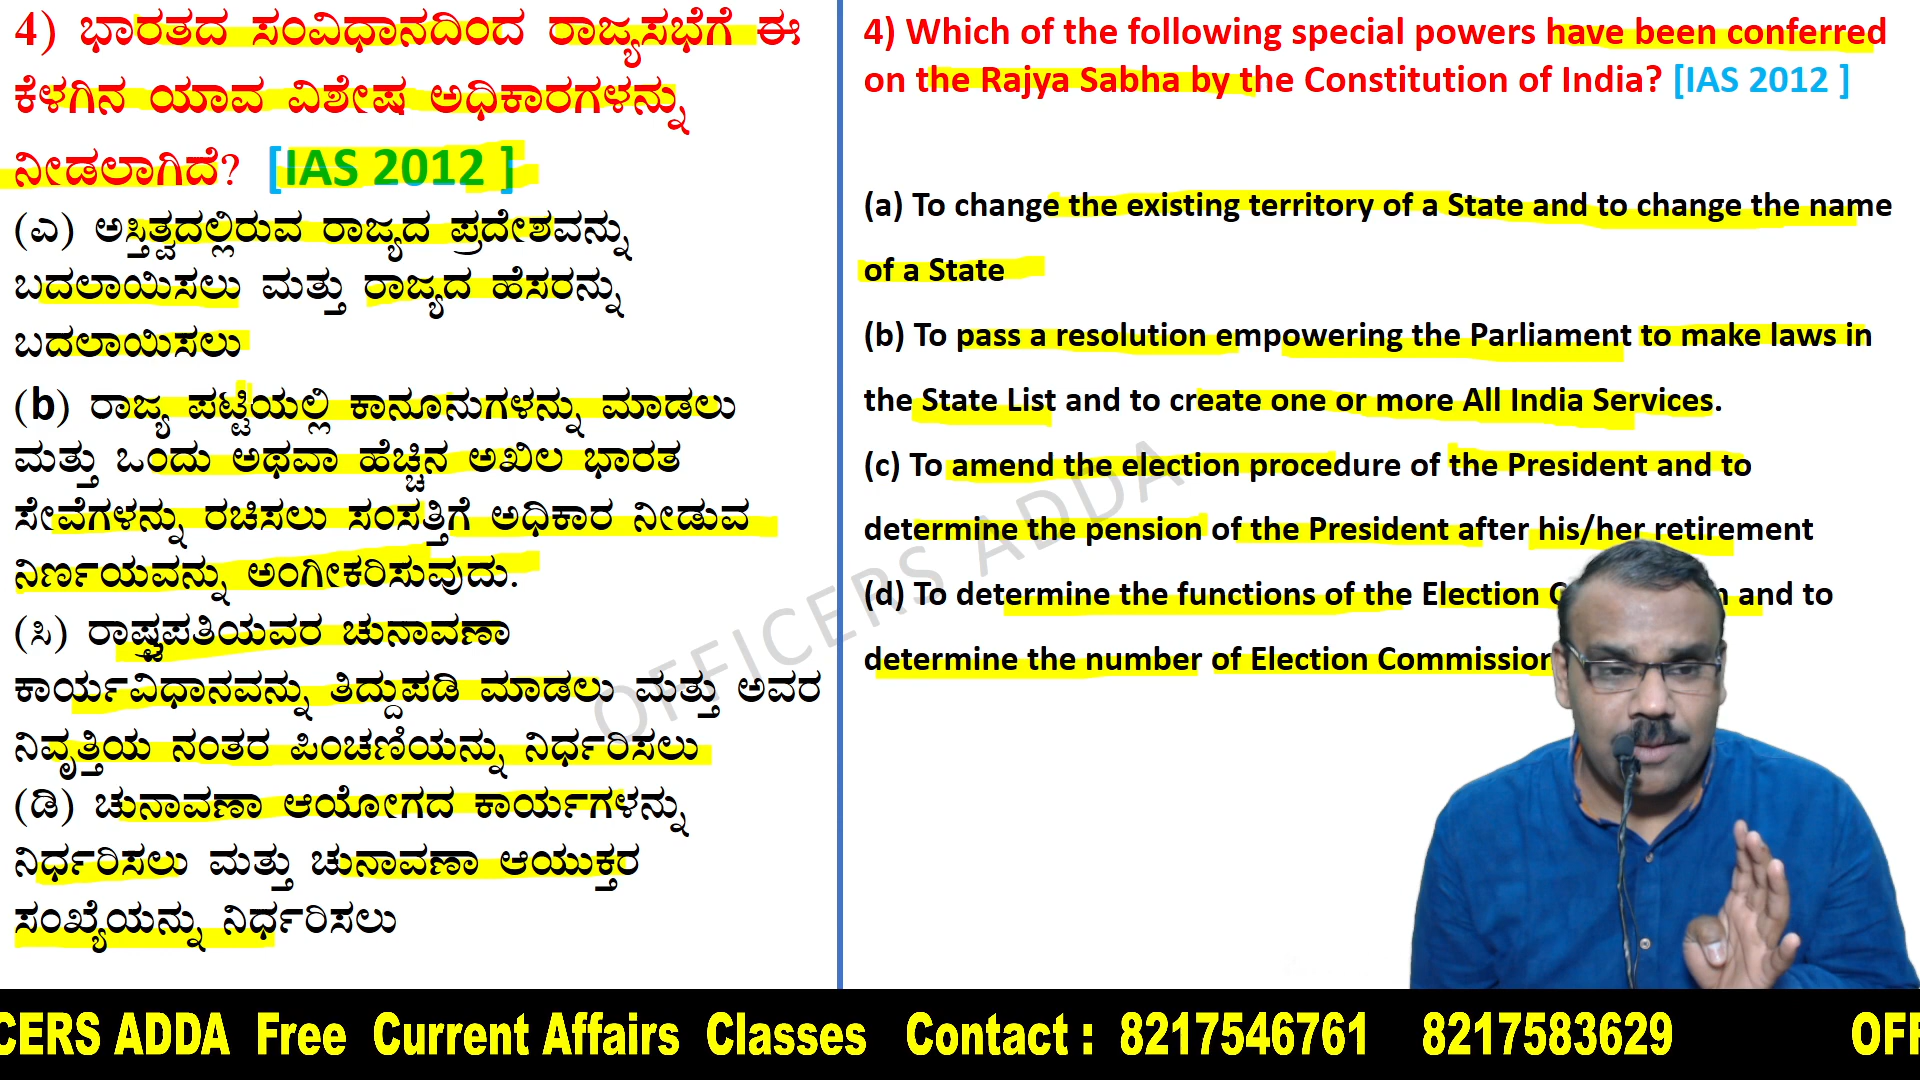 4) ಭಾರತದ ಸಂವಿಧಾನದಿಂದ ರಾಜ್ಯಸಭೆಗೆ ಈ
ಕೆಳಗಿನ ಯಾವ ವಿಶೇಷ ಅಧಿಕಾರಗಳನ್ನು
ನೀಡಲಾಗಿದೆ? [IAS 2012 ]
(ಎ) ಅಸ್ತಿತ್ವದಲ್ಲಿರುವ ರಾಜ್ಯದ ಪ್ರದೇಶವನ್ನು
ಬದಲಾಯಿಸಲು ಮತ್ತು ರಾಜ್ಯದ ಹೆಸರನ್ನು
ಬದಲಾಯಿಸಲು
(b) ರಾಜ್ಯ ಪಟ್ಟಿಯಲ್ಲಿ ಕಾನೂನುಗಳನ್ನು ಮಾಡಲು
ಮತ್ತು ಒಂದು ಅಥವಾ ಹೆಚ್ಚಿನ ಅಖಿಲ ಭಾರತ
ಸೇವೆಗಳನ್ನು ರಚಿಸಲು ಸಂಸತ್ತಿಗೆ ಅಧಿಕಾರ ನೀಡುವ
ನಿರ್ಣಯವನ್ನು ಅಂಗೀಕರಿಸುವುದು.
(ಸಿ) ರಾಷ್ಟ್ರಪತಿಯವರ ಚುನಾವಣಾ
ಕಾರ್ಯವಿಧಾನವನ್ನು ತಿದ್ದುಪಡಿ ಮಾಡಲು ಮತ್ತು ಅವರ
ನಿವೃತ್ತಿಯ ನಂತರ ಪಿಂಚಣಿಯನ್ನು ನಿರ್ಧರಿಸಲು
(ಡಿ) ಚುನಾವಣಾ ಆಯೋಗದ ಕಾರ್ಯಗಳನ್ನು
ನಿರ್ಧರಿಸಲು ಮತ್ತು ಚುನಾವಣಾ ಆಯುಕ್ತರ
ಸಂಖ್ಯೆಯನ್ನು ನಿರ್ಧರಿಸಲು
4) Which of the following special powers have been conferred
on the Rajya Sabha by the Constitution of India? [IAS 2012 ]
(a) To change the existing territory of a State and to change the name
of a State
(b) To pass a resolution empowering the Parliament to make laws in
the State List and to create one or more All India Services.
(c) To amend the election procedure of the President and to
determine the pension of the President after his/her retirement
(d) To determine the functions of the Election and to
determine the number of Election
OFFICERS ADDA
CERS ADDA Free Current Affairs Classes Contact : 8217546761 8217583629 OFF